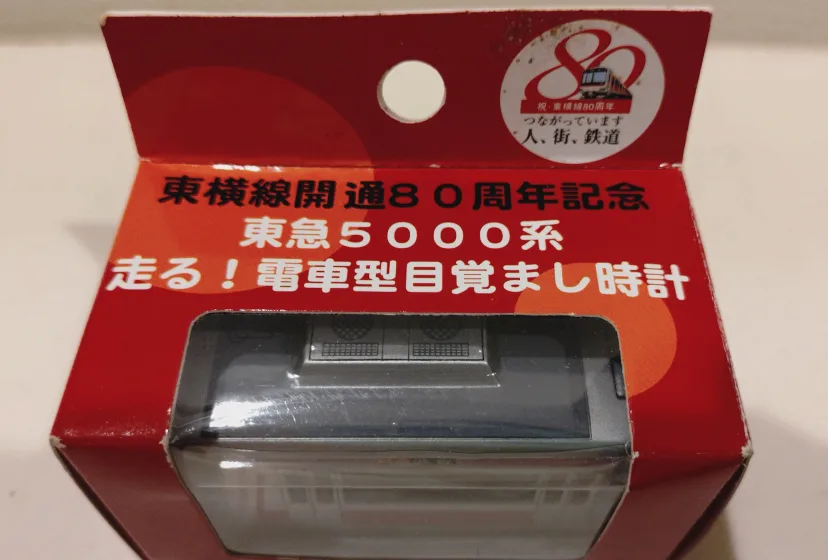 80
祝・東横線80周年
つながっています
人、街、鉄道
東横線開通80周年記念
東急5000系
走る!電車型目覚まし時計